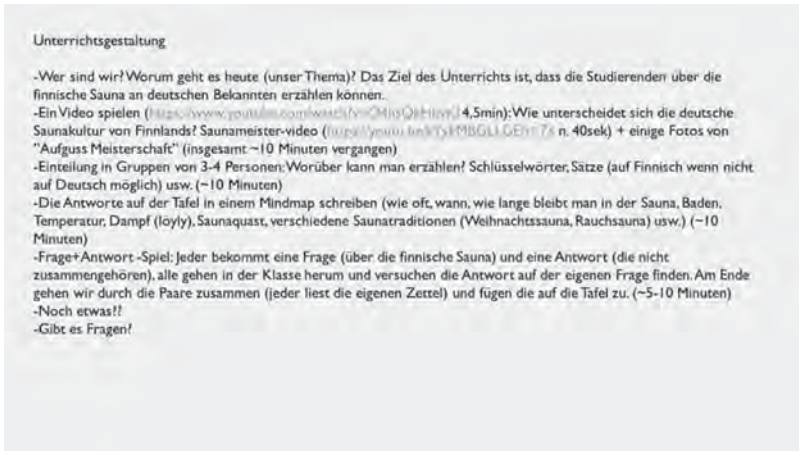 Unterrichtsgestaltung
-Wer sind wir? Worum geht es heute (unser Thema)? Das Ziel des Unterrichts ist, dass die Studierenden über die
finnische Sauna an deutschen Bekannten erzählen können.
-Ein Video spielen ( 4,5min): Wie unterscheidet sich die deutsche
Saunakultur von Finnlands? Saunameister-video ( n. 40sek) + einige Fotos von
"Aufguss Meisterschaft" (insgesamt ~10 Minuten vergangen)
-Einteilung in Gruppen von 3-4 Personen: Worüber kann man erzählen? Schlüsselwörter, Sätze (auf Finnisch wenn nicht
auf Deutsch möglich) usw. (~10 Minuten)
-Die Antworte auf der Tafel in einem Mindmap schreiben (wie oft, wann, wie lange bleibt man in der Sauna, Baden,
Temperatur, Dampf (löyly), Saunaquast, verschiedene Saunatraditionen (Weihnachtssauna, Rauchsauna) usw.) (~10
Minuten)
-Frage+Antwort -Spiel: Jeder bekommt eine Frage (über die finnische Sauna) und eine Antwort (die nicht
zusammengehören), alle gehen in der Klasse herum und versuchen die Antwort auf der eigenen Frage finden. Am Ende
gehen wir durch die Paare zusammen (jeder liest die eigenen Zettel) und fügen die auf die Tafel zu. (~5-10 Minuten)
-Noch etwas??
-Gibt es Fragen?